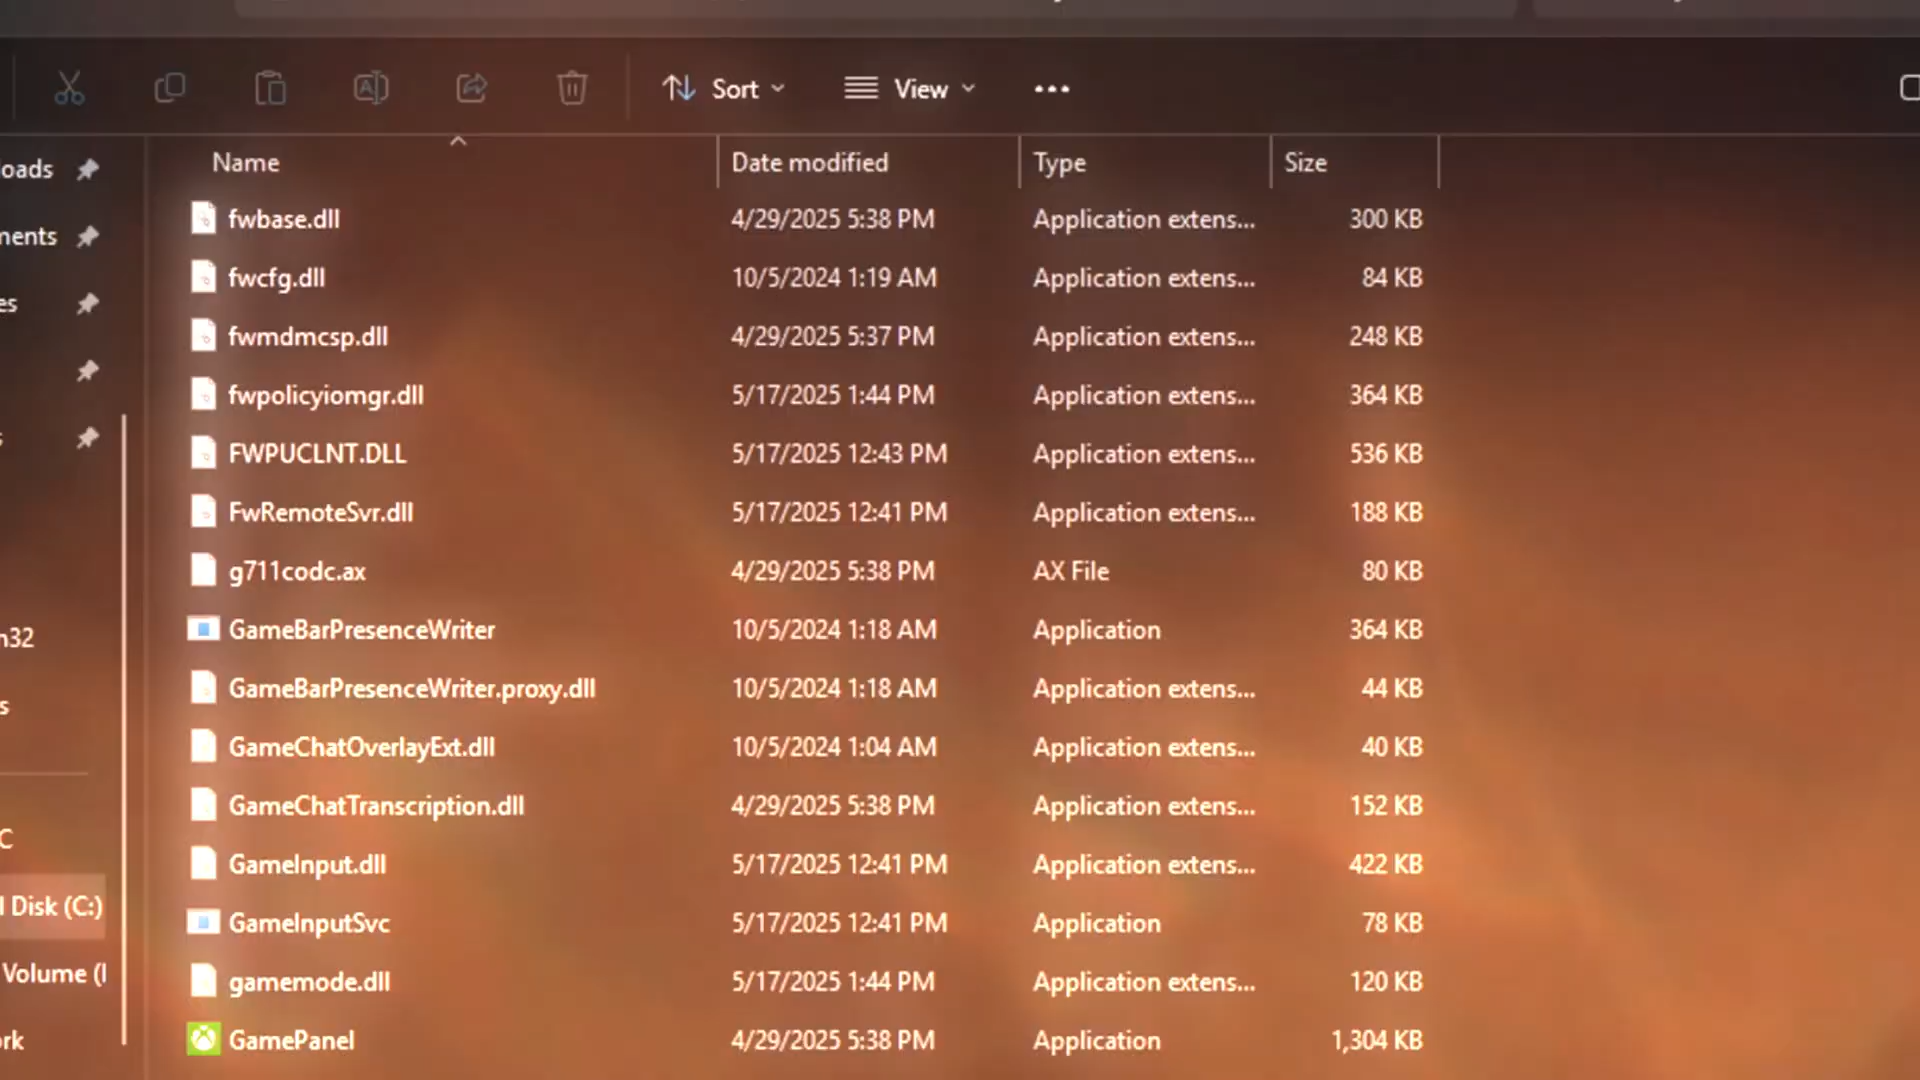 Sort View
Name Date modified Type Size
oads
ments
es
n32
s
C
l Disk (C:)
Volume (
rk
fwbase.dll 4/29/2025 5:38 PM Application extens... 300 KB
fwcfg.dll 10/5/2024 1:19 AM Application extens... 84 KB
fwmdmcsp.dll 4/29/2025 5:37 PM Application extens... 248 KB
fwpolicyiomgr.dll 5/17/2025 1:44 PM Application extens... 364 KB
FWPUCLNT.DLL 5/17/2025 12:43 PM Application extens... 536 KB
FwRemoteSvr.dll 5/17/2025 12:41 PM Application extens... 188 KB
g711codc.ax 4/29/2025 5:38 PM AX File 80 KB
GameBarPresenceWriter 10/5/2024 1:18 AM Application 364 KB
GameBarPresenceWriter.proxy.dll 10/5/2024 1:18 AM Application extens... 44 KB
GameChatOverlayExt.dll 10/5/2024 1:04 AM Application extens... 40 KB
GameChatTranscription.dll 4/29/2025 5:38 PM Application extens... 152 KB
GameInput.dll 5/17/2025 12:41 PM Application extens... 422 KB
GameInputSvc 5/17/2025 12:41 PM Application 78 KB
gamemode.dll 5/17/2025 1:44 PM Application extens... 120 KB
GamePanel 4/29/2025 5:38 PM Application 1,304 KB